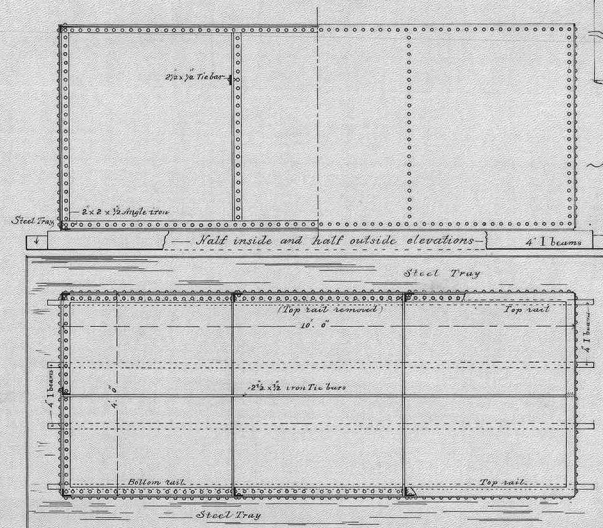 2½" x ½" Tie bar
2" x 2" x ½" Angle iron
Steel Tray
Half inside and half outside elevations
4" I beams
Steel Tray
(Top rail removed)
Top rail
10'. 0"
4" I beams
4'. 0"
2½" x ½" iron Tie bars
4" I beams
Bottom rail
Top rail
Steel Tray